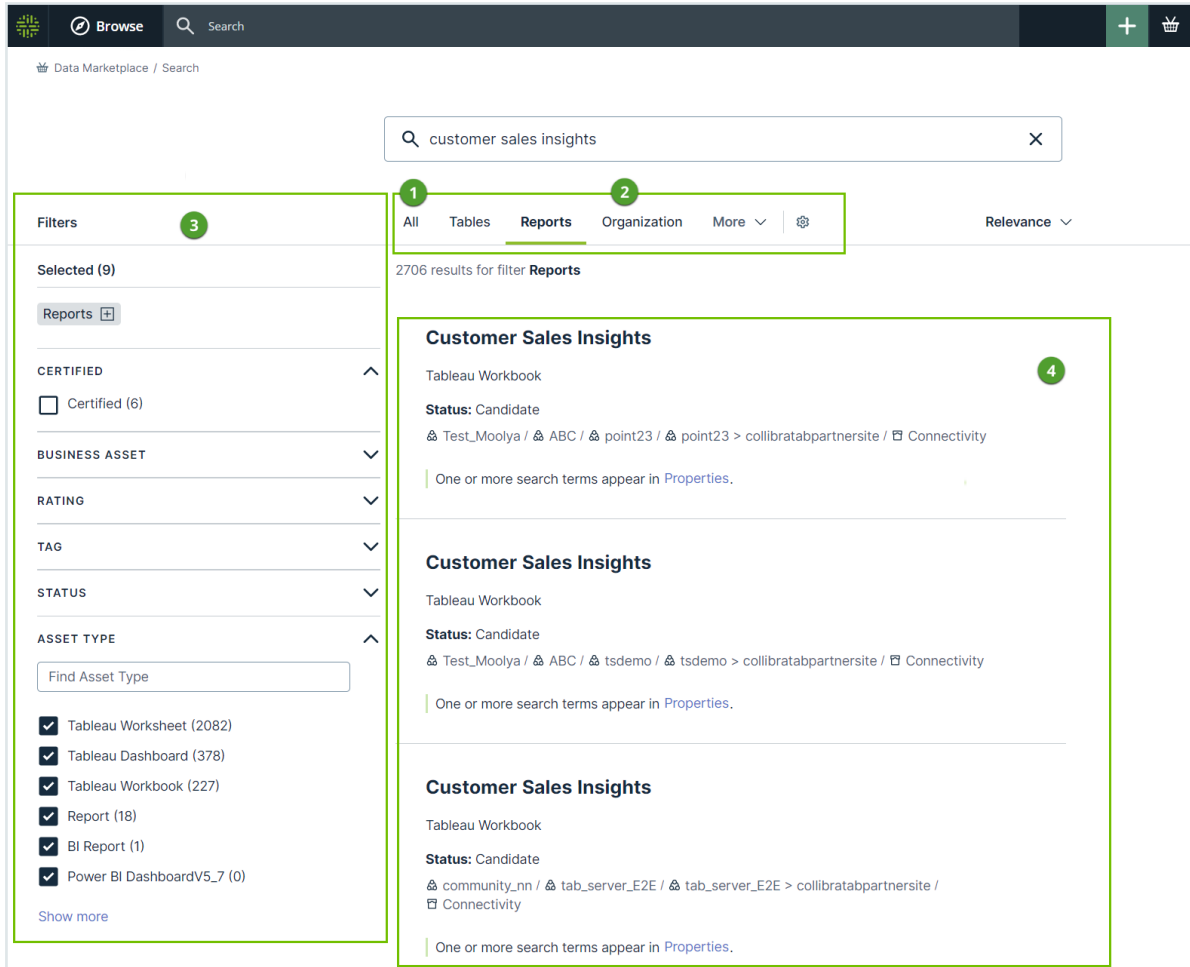 Browse
Search
Data Marketplace / Search
customer sales insights
1
2
All Tables Reports Organization More
Relevance
2706 results for filter Reports
Filters
3
Selected (9)
Reports
CERTIFIED
Certified (6)
BUSINESS ASSET
RATING
TAG
STATUS
ASSET TYPE
Find Asset Type
Tableau Worksheet (2082)
Tableau Dashboard (378)
Tableau Workbook (227)
Report (18)
BI Report (1)
Power BI DashboardV5_7 (0)
Show more
4
Customer Sales Insights
Tableau Workbook
Status: Candidate
Test_Moolya / ABC / point23 / point23 > collibratabpartnersite / Connectivity
One or more search terms appear in Properties.
Customer Sales Insights
Tableau Workbook
Status: Candidate
Test_Moolya / ABC / tsdemo / tsdemo > collibratabpartnersite / Connectivity
One or more search terms appear in Properties.
Customer Sales Insights
Tableau Workbook
Status: Candidate
community_nn / tab_server_E2E / tab_server_E2E > collibratabpartnersite /
Connectivity
One or more search terms appear in Properties.